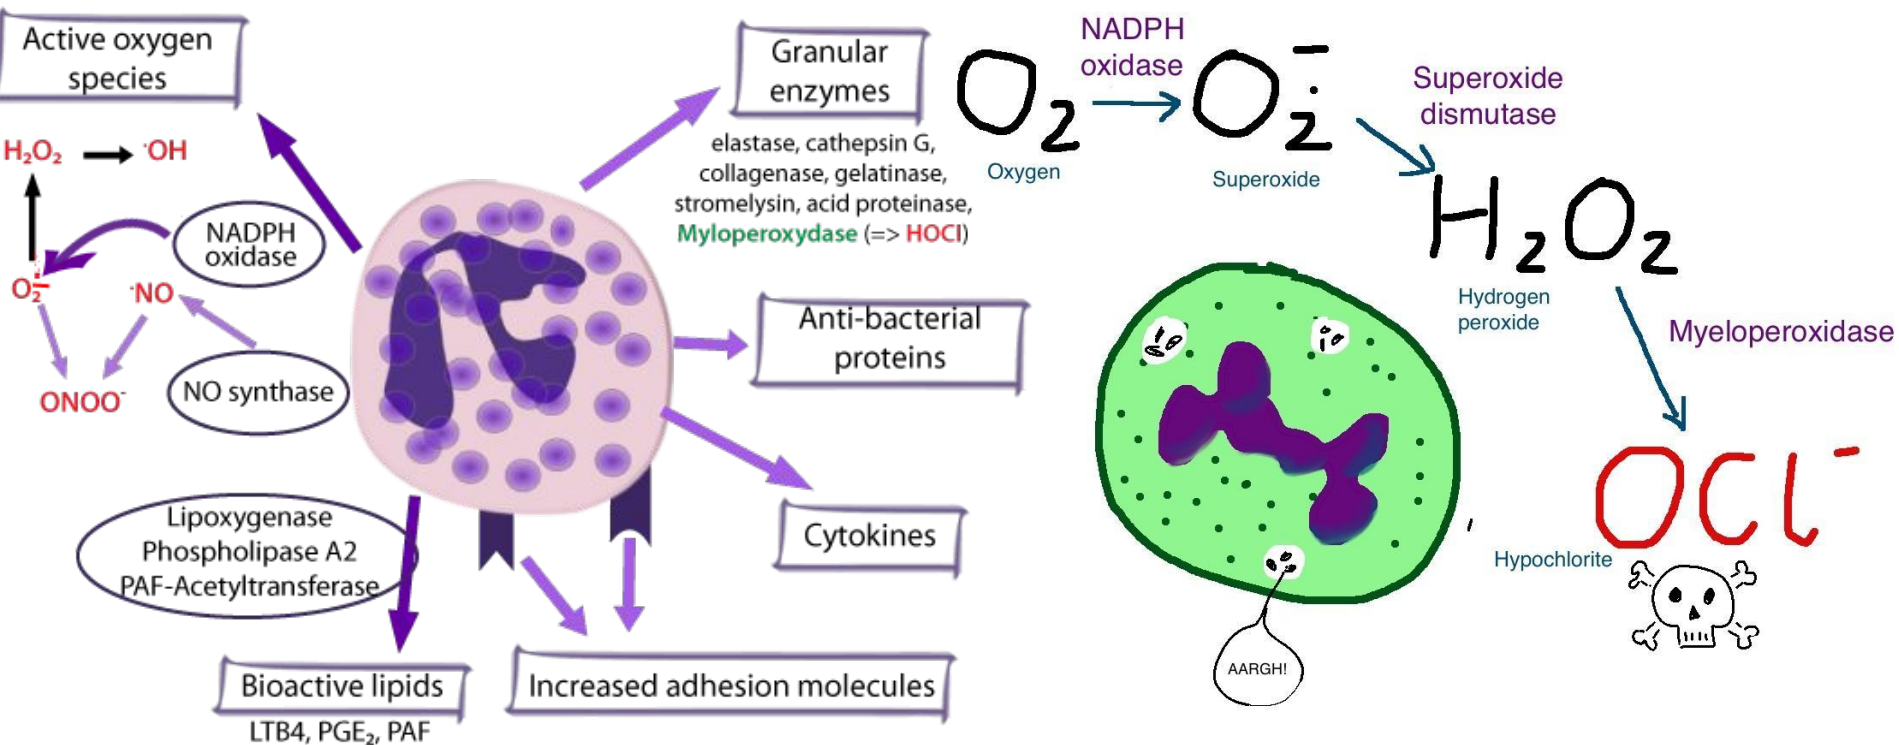 Active oxygen
species
H₂O₂ → ·OH
NADPH
oxidase
O₂·̄
·NO
NO synthase
ONOO⁻
Lipoxygenase
Phospholipase A2
PAF-Acetyltransferase
Bioactive lipids
LTB4, PGE₂, PAF
Increased adhesion molecules
Granular
enzymes
elastase, cathepsin G,
collagenase, gelatinase,
stromelysin, acid proteinase,
Myloperoxydase (=> HOCl)
Anti-bacterial
proteins
Cytokines
O₂
Oxygen
NADPH
oxidase
O₂·̄
Superoxide
Superoxide
dismutase
H₂O₂
Hydrogen
peroxide
Myeloperoxidase
OCl⁻
Hypochlorite
AARGH!